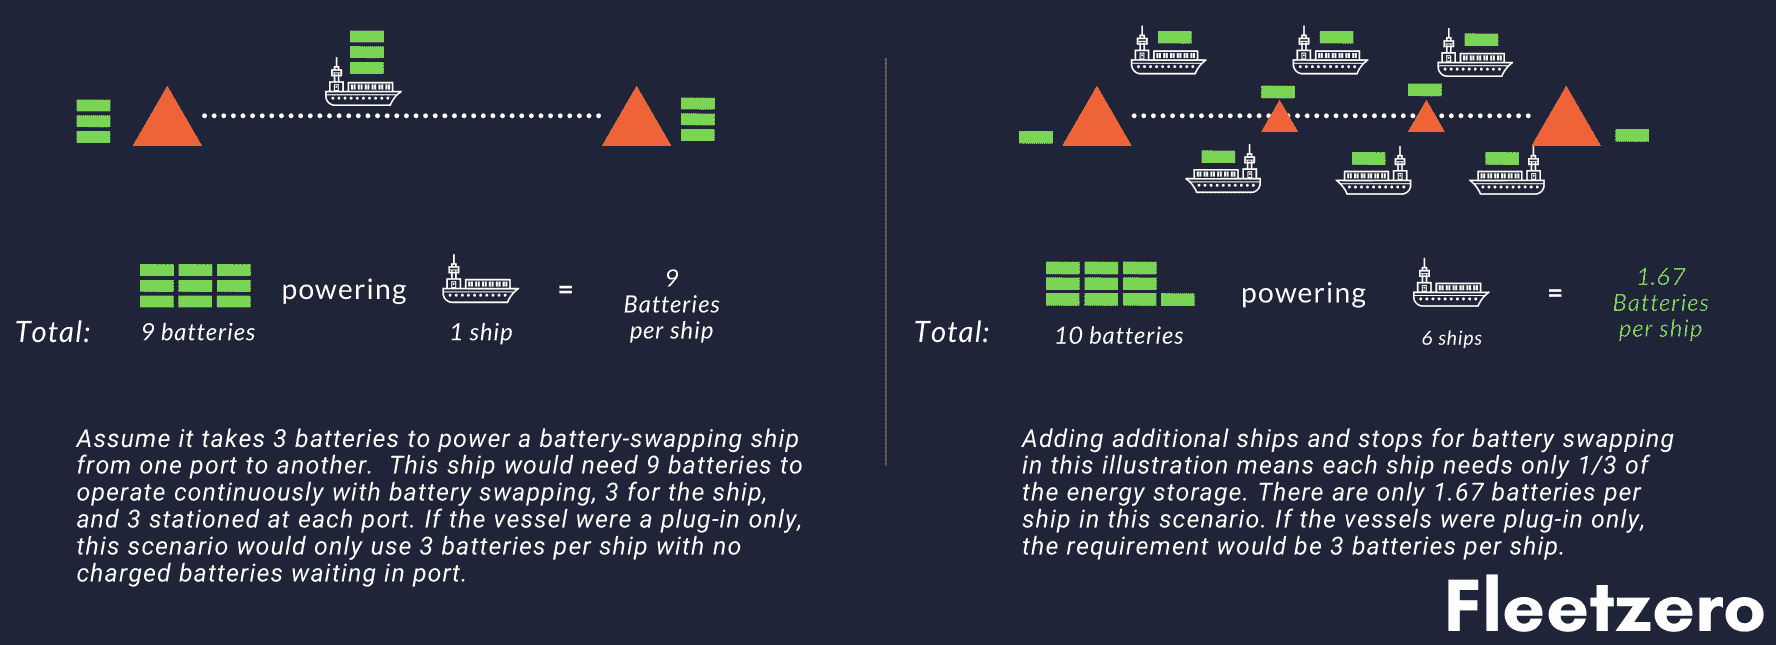 powering
=
9
Batteries
per ship
Total:
9 batteries
1 ship
Assume it takes 3 batteries to power a battery-swapping ship
from one port to another. This ship would need 9 batteries to
operate continuously with battery swapping, 3 for the ship,
and 3 stationed at each port. If the vessel were a plug-in only,
this scenario would only use 3 batteries per ship with no
charged batteries waiting in port.
powering
=
1.67
Batteries
per ship
Total:
10 batteries
6 ships
Adding additional ships and stops for battery swapping
in this illustration means each ship needs only 1/3 of
the energy storage. There are only 1.67 batteries per
ship in this scenario. If the vessels were plug-in only,
the requirement would be 3 batteries per ship.
Fleetzero